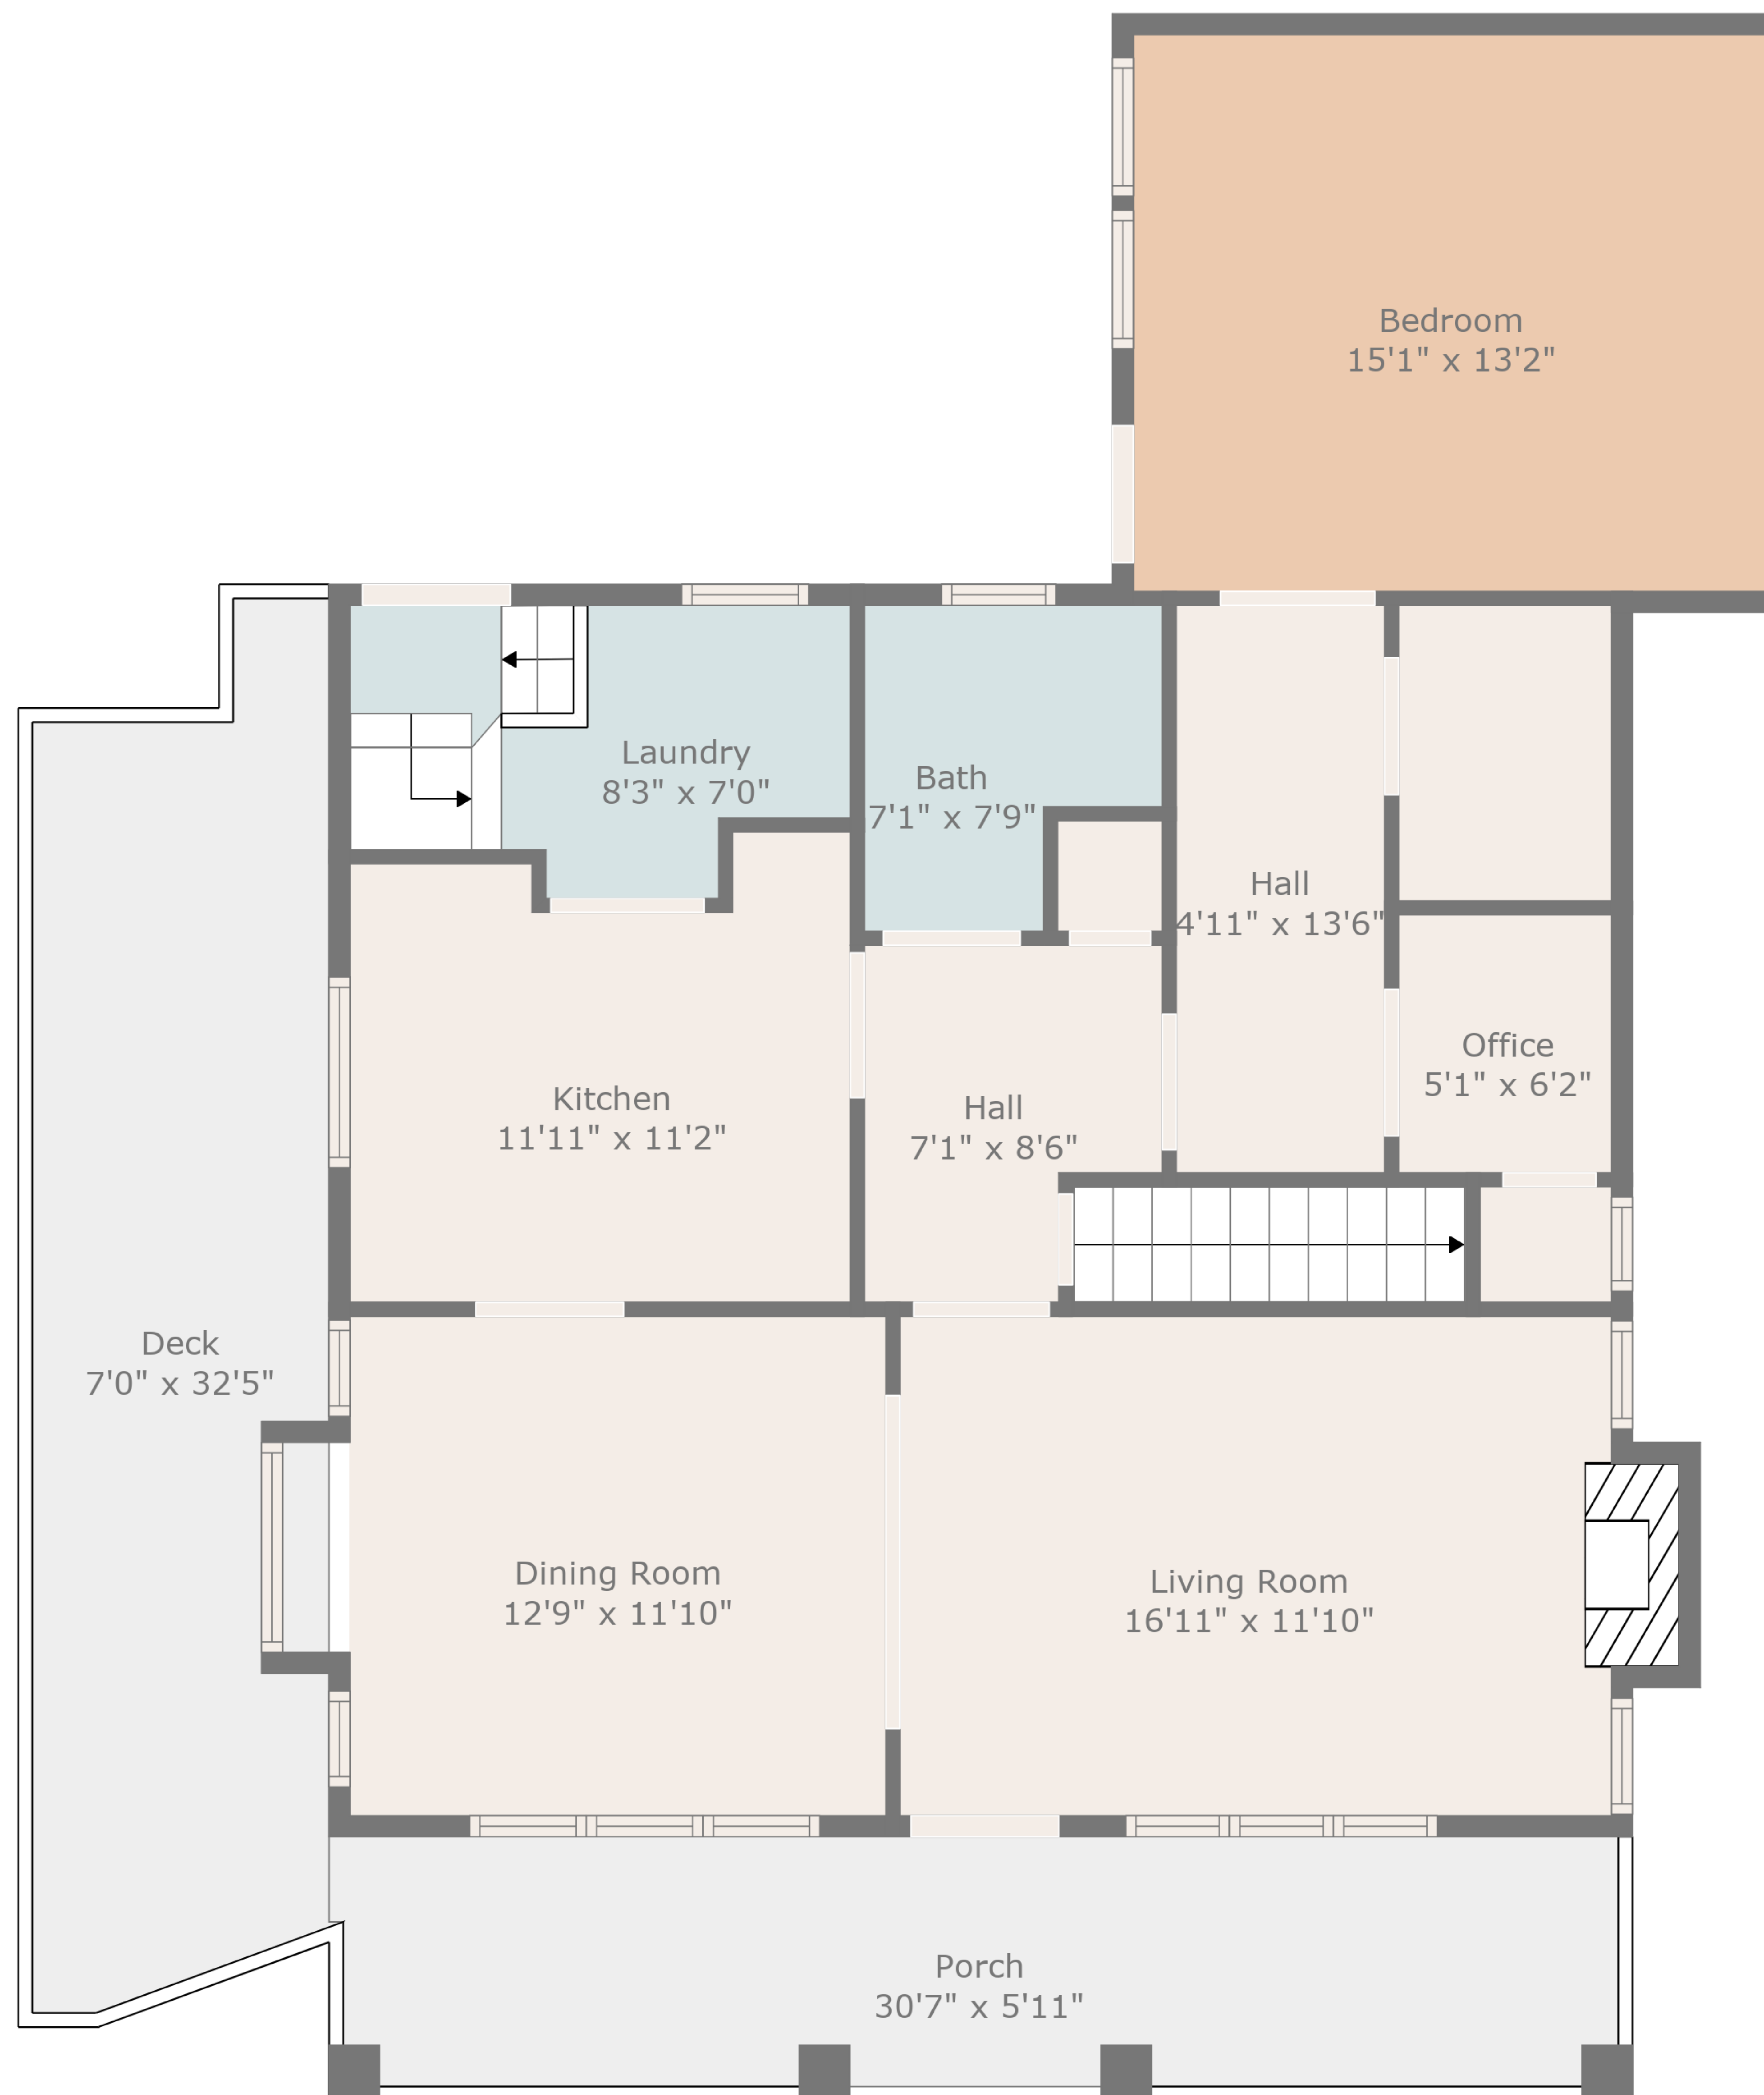 Bedroom
15'1" x 13'2"
Laundry
8'3" x 7'0"
Bath
7'1" x 7'9"
Hall
4'11" x 13'6"
Office
5'1" x 6'2"
Kitchen
11'11" x 11'2"
Hall
7'1" x 8'6"
Deck
7'0" x 32'5"
Dining Room
12'9" x 11'10"
Living Room
16'11" x 11'10"
Porch
30'7" x 5'11"